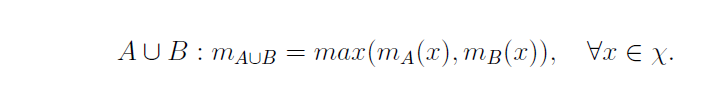 A ∪ B : m_{A∪B} = max(m_A(x), m_B(x)), ∀x ∈ χ.